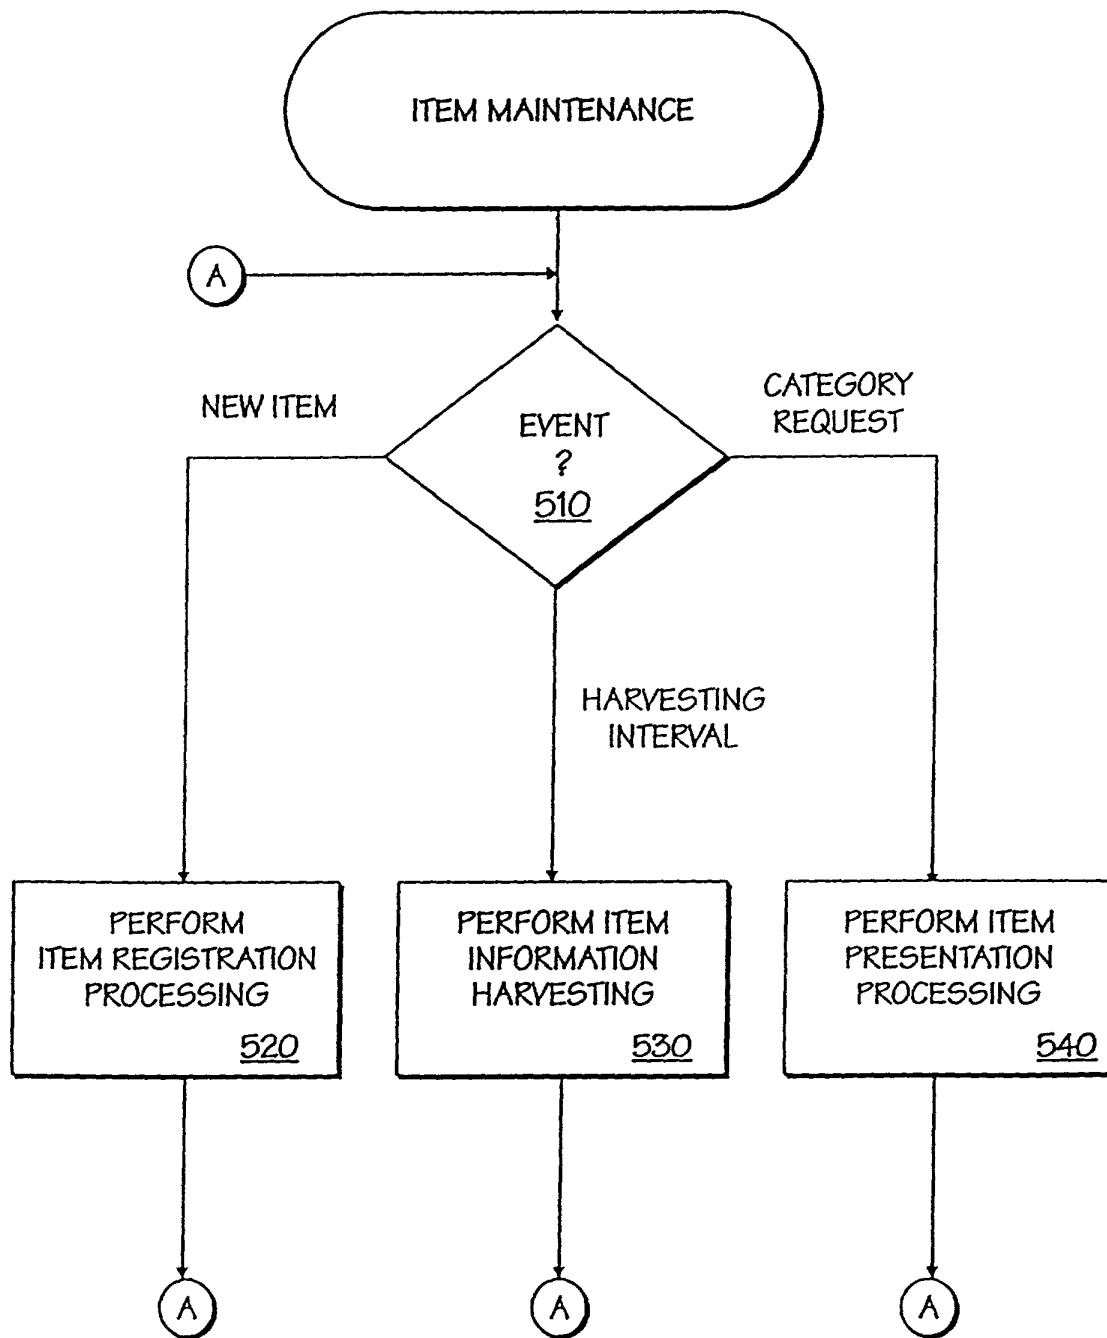 ITEM MAINTENANCE
A
NEW ITEM
EVENT
?
510
CATEGORY
REQUEST
HARVESTING
INTERVAL
PERFORM
ITEM REGISTRATION
PROCESSING
520
PERFORM ITEM
INFORMATION
HARVESTING
530
PERFORM ITEM
PRESENTATION
PROCESSING
540
A
A
A